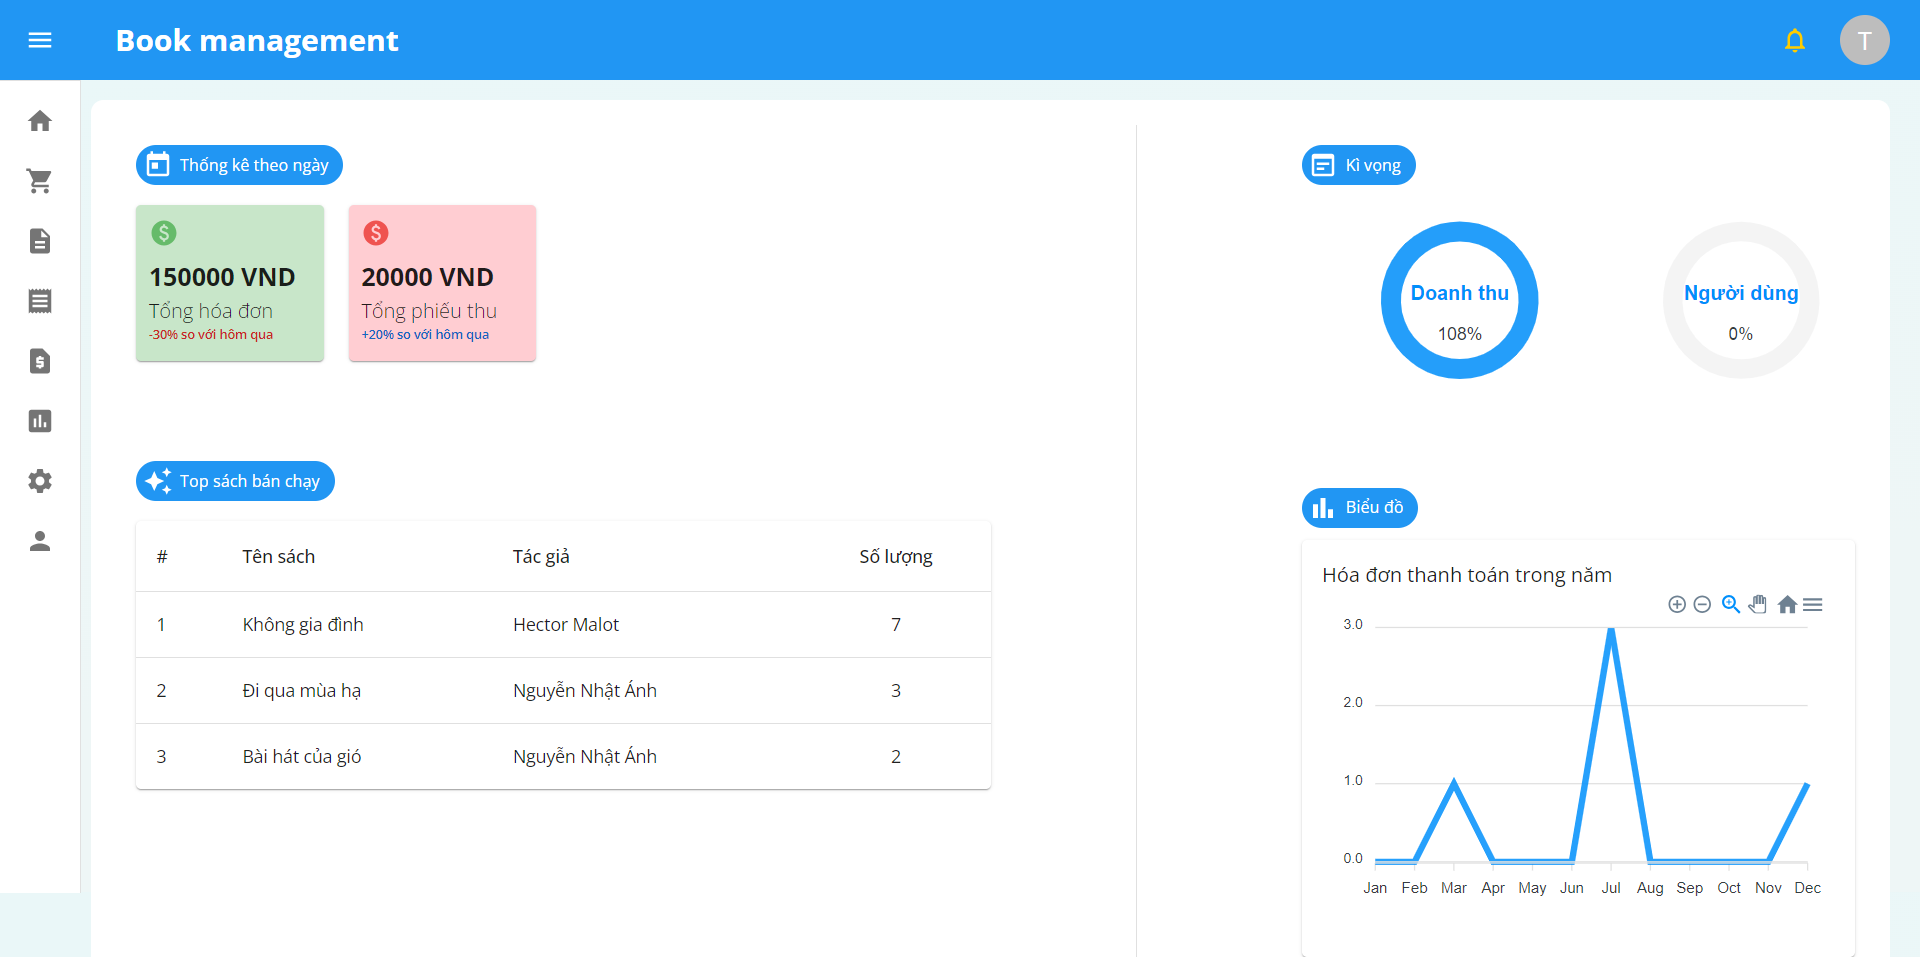 Book management
T
Thống kê theo ngày
150000 VND
Tổng hóa đơn
-30% so với hôm qua
20000 VND
Tổng phiếu thu
+20% so với hôm qua
Top sách bán chạy
# Tên sách Tác giả Số lượng
1 Không gia đình Hector Malot 7
2 Đi qua mùa hạ Nguyễn Nhật Ánh 3
3 Bài hát của gió Nguyễn Nhật Ánh 2
Kì vọng
Doanh thu
108%
Người dùng
0%
Biểu đồ
Hóa đơn thanh toán trong năm
3.0
2.0
1.0
0.0
Jan Feb Mar Apr May Jun Jul Aug Sep Oct Nov Dec